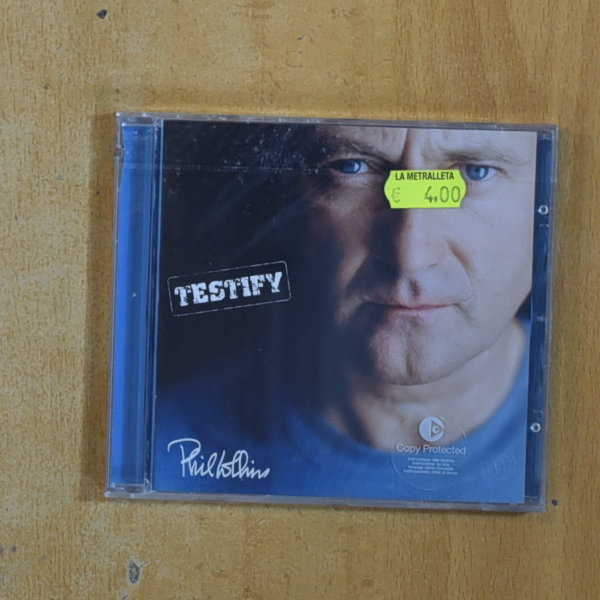 LA METRALLETA
€ 4,00
TESTIFY
Phil Collins
Copy Protected